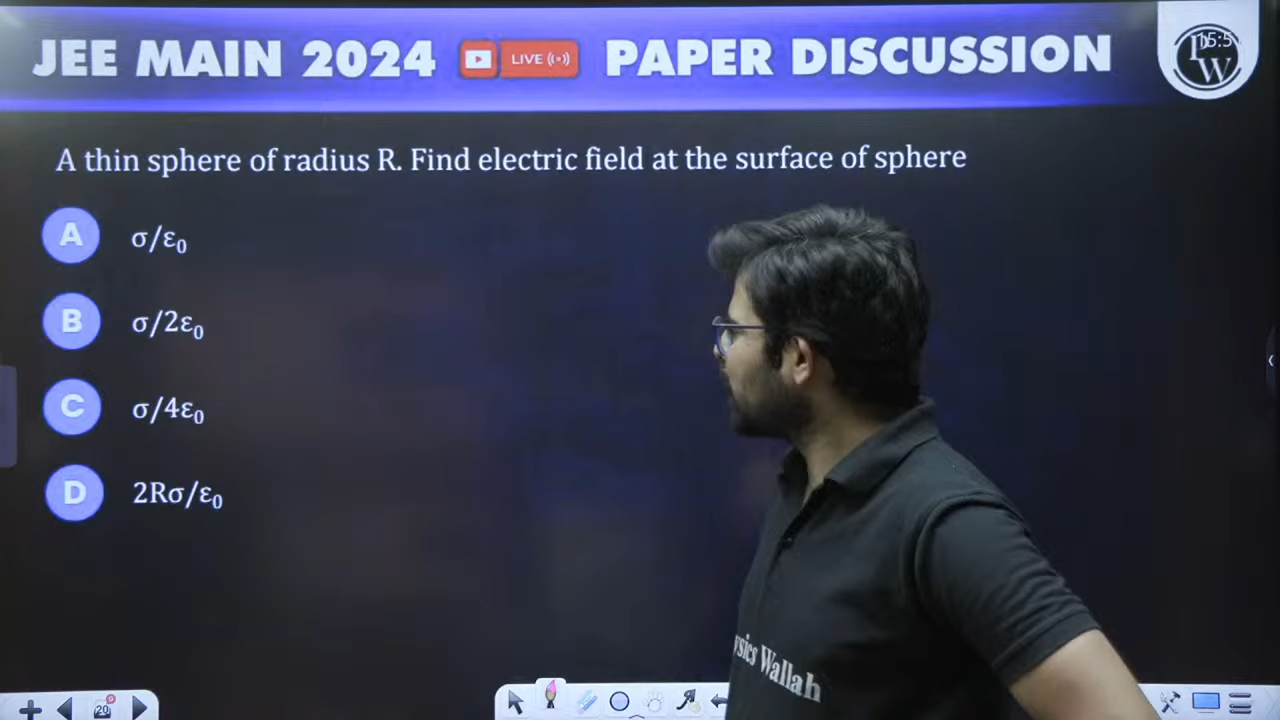 JEE MAIN 2024 LIVE PAPER DISCUSSION
A thin sphere of radius R. Find electric field at the surface of sphere
A σ/ε₀
B σ/2ε₀
C σ/4ε₀
D 2Rσ/ε₀
Wallah
20